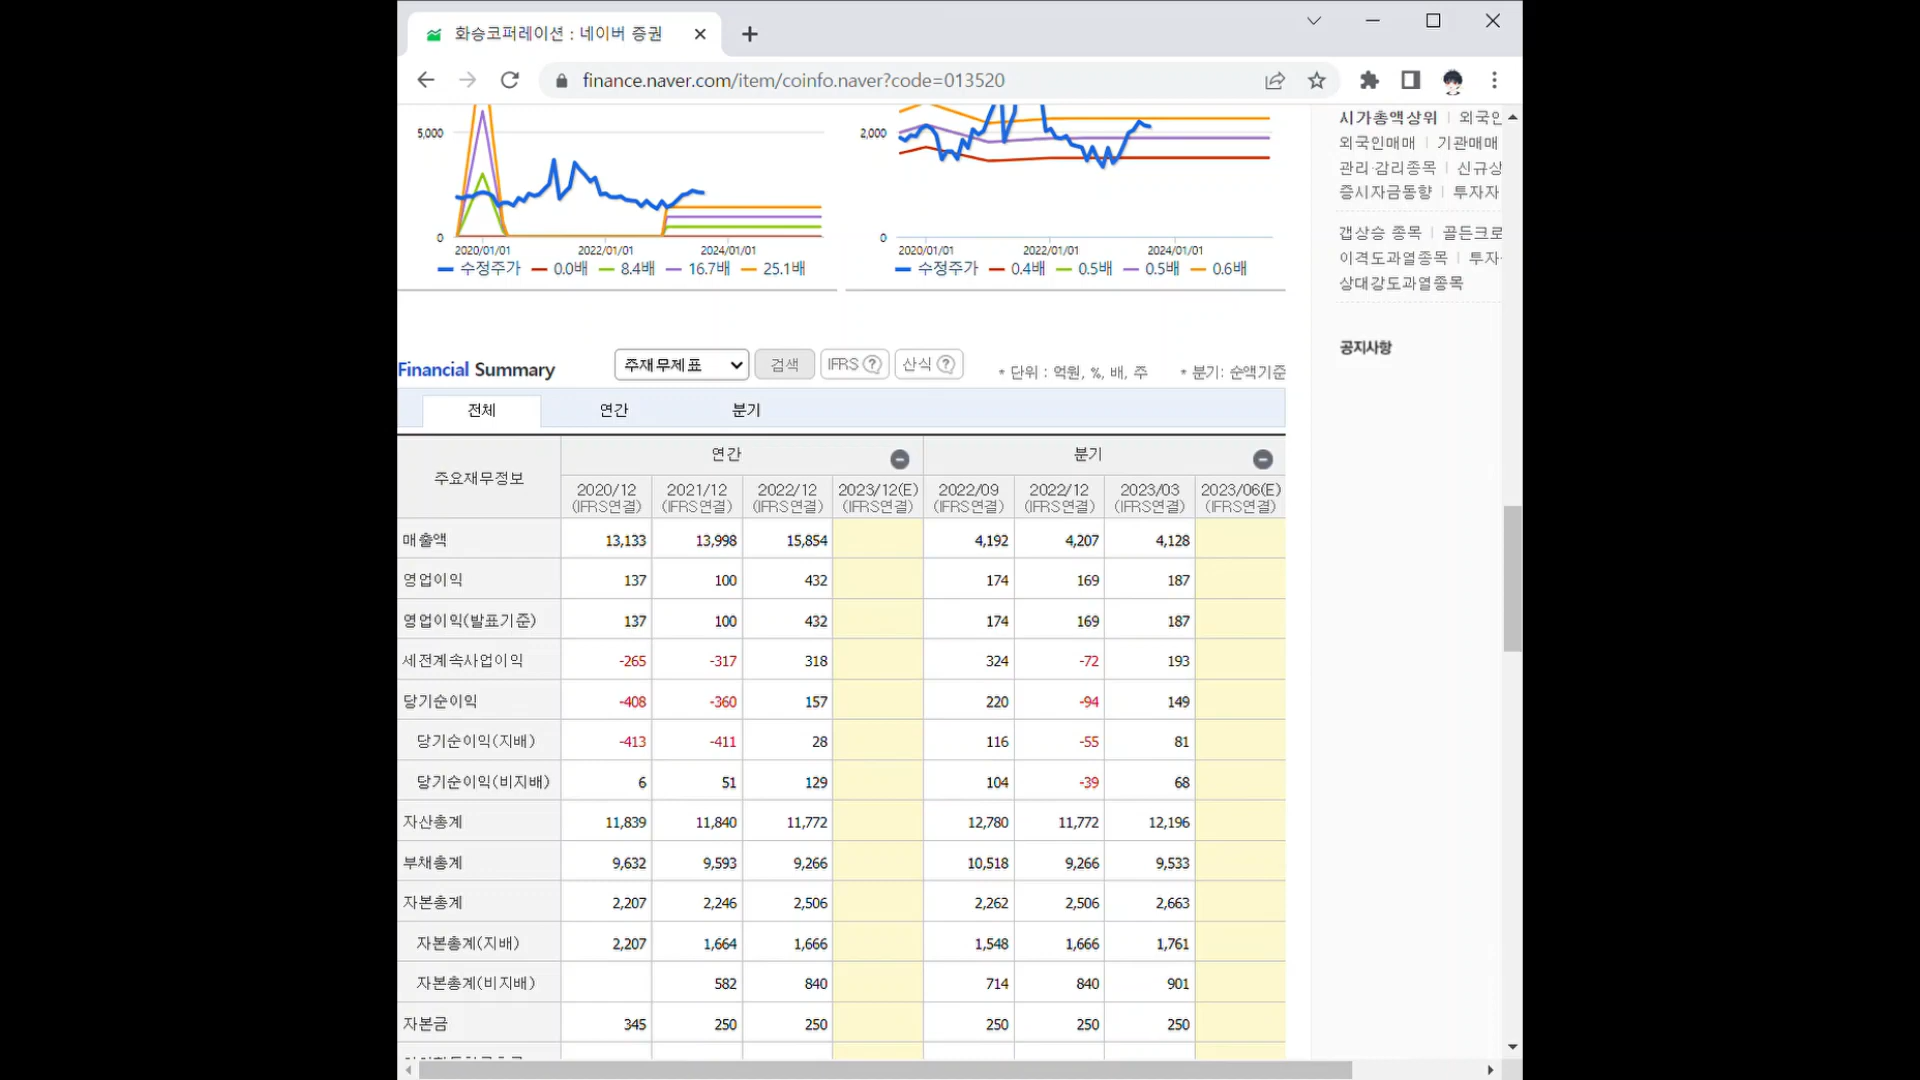 화승코퍼레이션 : 네이버 증권
finance.naver.com/item/coinfo.naver?code=013520
5,000
0
2020/01/01 2022/01/01 2024/01/01
수정주가 0.0배 8.4배 16.7배 25.1배
2,000
0
2020/01/01 2022/01/01 2024/01/01
수정주가 0.4배 0.5배 0.5배 0.6배
시가총액상위 외국인
외국인매매 기관매매
관리·감리종목 신규상
증시자금동향 투자자
갭상승 종목 골든크로
이격도과열종목 투자
상대강도과열종목
공지사항
Financial Summary 주재무제표 검색 IFRS ? 산식 ? * 단위 : 억원, %, 배, 주 * 분기: 순액기준
전체 연간 분기
주요재무정보 연간 분기
2020/12 2021/12 2022/12 2023/12(E) 2022/09 2022/12 2023/03 2023/06(E)
(IFRS연결) (IFRS연결) (IFRS연결) (IFRS연결) (IFRS연결) (IFRS연결) (IFRS연결) (IFRS연결)
매출액 13,133 13,998 15,854 4,192 4,207 4,128
영업이익 137 100 432 174 169 187
영업이익(발표기준) 137 100 432 174 169 187
세전계속사업이익 -265 -317 318 324 -72 193
당기순이익 -408 -360 157 220 -94 149
당기순이익(지배) -413 -411 28 116 -55 81
당기순이익(비지배) 6 51 129 104 -39 68
자산총계 11,839 11,840 11,772 12,780 11,772 12,196
부채총계 9,632 9,593 9,266 10,518 9,266 9,533
자본총계 2,207 2,246 2,506 2,262 2,506 2,663
자본총계(지배) 2,207 1,664 1,666 1,548 1,666 1,761
자본총계(비지배) 582 840 714 840 901
자본금 345 250 250 250 250 250